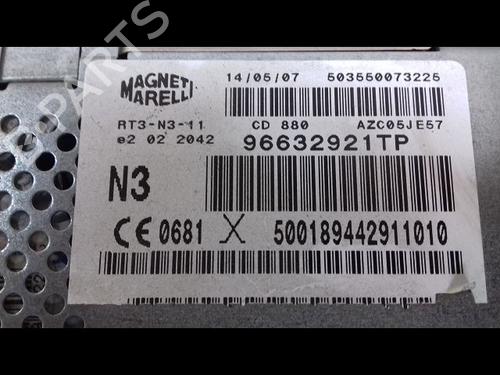 MAGNETI
MARELLI
14/05/07 503550073225
RT3-N3-11 CD 880 AZC05JE57
e2 02 2042
96632921TP
N3
CE 0681 500189442911010
PARTS